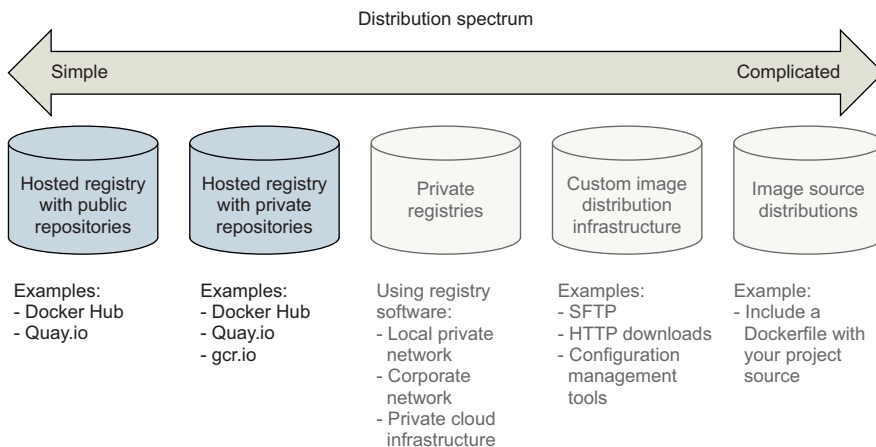 Distribution spectrum
Simple
Complicated
Hosted registry
with public
repositories
Hosted registry
with private
repositories
Private
registries
Custom image
distribution
infrastructure
Image source
distributions
Examples:
- Docker Hub
- Quay.io
Examples:
- Docker Hub
- Quay.io
- gcr.io
Using registry
software:
- Local private
network
- Corporate
network
- Private cloud
infrastructure
Examples:
- SFTP
- HTTP downloads
- Configuration
management
tools
Example:
- Include a
Dockerfile with
your project
source